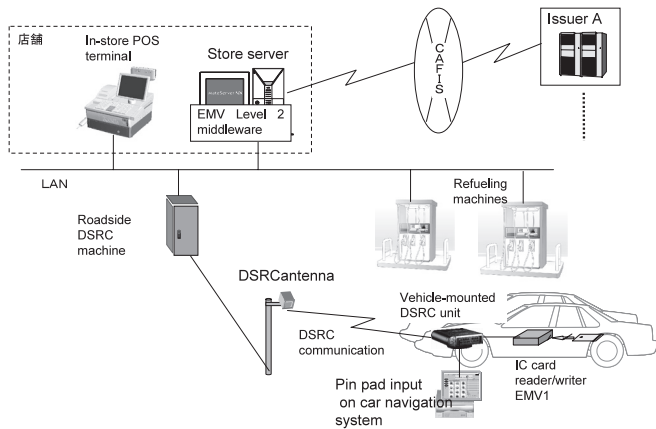 店舗
In-store POS
terminal
Store server
EMV Level 2
middleware
CAFIS
Issuer A
LAN
Roadside
DSRC
machine
Refueling
machines
DSRCantenna
DSRC
communication
Vehicle-mounted
DSRC unit
IC card
reader/writer
EMV1
Pin pad input
on car navigation
system